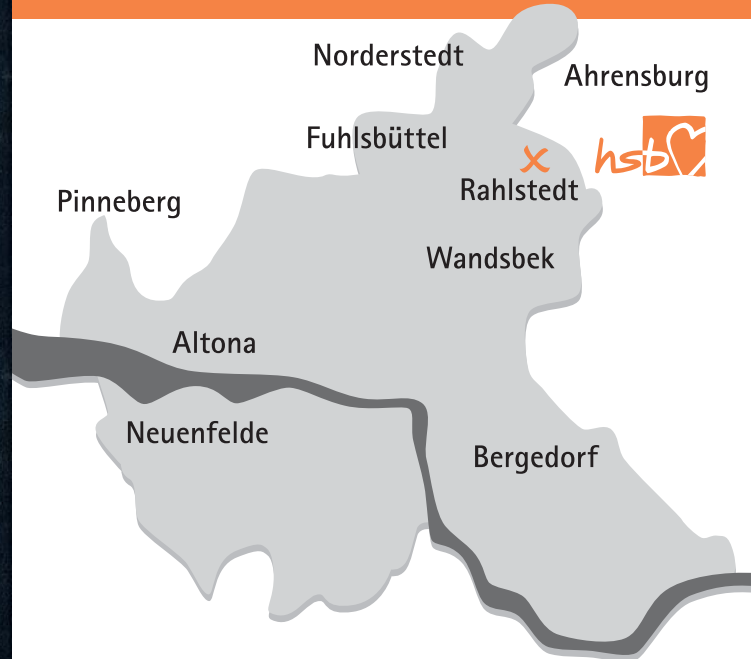 Norderstedt
Ahrensburg
Fuhlsbüttel
hsb
Rahlstedt
Pinneberg
Wandsbek
Altona
Neuenfelde
Bergedorf